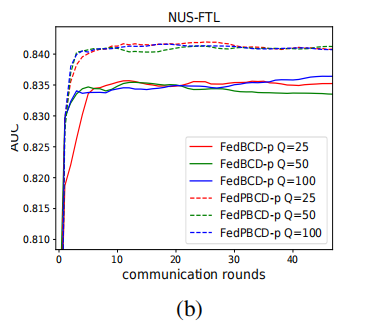 NUS-FTL
0.840
0.835
0.830
0.825
0.820
0.815
0.810
AUC
FedBCD-p Q=25
FedBCD-p Q=50
FedBCD-p Q=100
FedPBCD-p Q=25
FedPBCD-p Q=50
FedPBCD-p Q=100
0 10 20 30 40
communication rounds
(b)